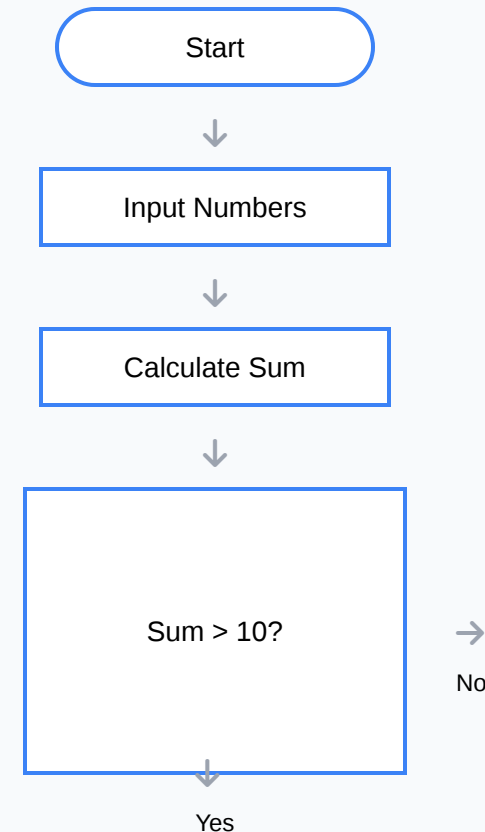 Start
Input Numbers
Calculate Sum
Sum > 10?
No
Yes